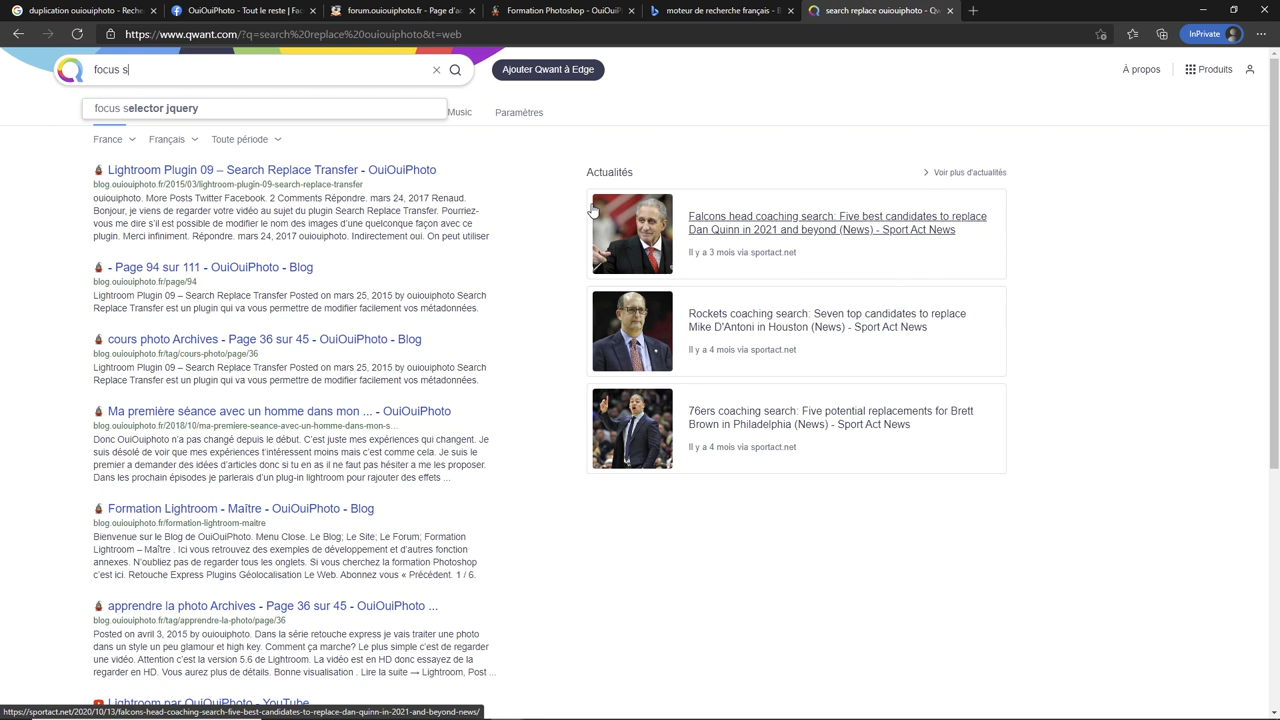 duplication ouiouiphoto - Rech
OuiOuiPhoto - Tout le reste | Fac
duplication ouiouiphoto - Rech
forum.ouiouiphoto.fr - Page d'ac
Formation Photoshop - OuiOuiP
moteur de recherche français - B
search replace ouiouiphoto - Qw
https://www.qwant.com/?q=search%20replace%20ouiouiphoto&t=web
InPrivate
focus s
Ajouter Qwant à Edge
À propos
Produits
focus selector jquery
Music
Paramètres
France
Français
Toute période
Lightroom Plugin 09 – Search Replace Transfer - OuiOuiPhoto
blog.ouiouiphoto.fr/2015/03/lightroom-plugin-09-search-replace-transfer
ouiouiphoto. More Posts Twitter Facebook. 2 Comments Répondre. mars 24, 2017 Renaud.
Bonjour, je viens de regarder votre vidéo au sujet du plugin Search Replace Transfer. Pourriez-
vous me dire s'il est possible de modifier le nom des images d'une quelconque façon avec ce
plugin. Merci infiniment. Répondre. mars 24, 2017 ouiouiphoto. Indirectement oui. On peut utiliser
- Page 94 sur 111 - OuiOuiPhoto - Blog
blog.ouiouiphoto.fr/page/94
Lightroom Plugin 09 – Search Replace Transfer Posted on mars 25, 2015 by ouiouiphoto Search
Replace Transfer est un plugin qui va vous permettre de modifier facilement vos métadonnées.
cours photo Archives - Page 36 sur 45 - OuiOuiPhoto - Blog
blog.ouiouiphoto.fr/tag/cours-photo/page/36
Lightroom Plugin 09 – Search Replace Transfer Posted on mars 25, 2015 by ouiouiphoto Search
Replace Transfer est un plugin qui va vous permettre de modifier facilement vos métadonnées.
Ma première séance avec un homme dans mon ... - OuiOuiPhoto
blog.ouiouiphoto.fr/2018/10/ma-premiere-seance-avec-un-homme-dans-mon-s...
Donc OuiOuiphoto n'a pas changé depuis le début. C'est juste mes expériences qui changent. Je
suis désolé de voir que mes expériences t'intéressent moins mais c'est comme cela. Je suis le
premier a demander des idées d'articles donc si tu en as il ne faut pas hésiter a me les proposer.
Dans les prochain épisodes je parlerais d'un plug-in lightroom pour rajouter des effets ...
Formation Lightroom - Maître - OuiOuiPhoto - Blog
blog.ouiouiphoto.fr/formation-lightroom-maitre
Bienvenue sur le Blog de OuiOuiPhoto. Menu Close. Le Blog; Le Site; Le Forum; Formation
Lightroom – Maître . Ici vous retrouvez des exemples de développement et d'autres fonction
annexes. N'oubliez pas de regarder tous les onglets. Si vous cherchez la formation Photoshop
c'est ici. Retouche Express Plugins Géolocalisation Le Web. Abonnez vous « Précédent. 1 / 6.
apprendre la photo Archives - Page 36 sur 45 - OuiOuiPhoto ...
blog.ouiouiphoto.fr/tag/apprendre-la-photo/page/36
Posted on avril 3, 2015 by ouiouiphoto. Dans la série retouche express je vais traiter une photo
dans un style un peu glamour et high key. Comment ça marche? Le plus simple c'est de regarder
une vidéo. Attention c'est la version 5.6 de Lightroom. La vidéo est en HD donc essayez de la
regarder en HD. Vous aurez plus de détails. Bonne visualisation . Lire la suite → Lightroom, Post ...
Lightroom par OuiOuiPhoto - YouTube
Actualités
Voir plus d'actualités
Falcons head coaching search: Five best candidates to replace
Dan Quinn in 2021 and beyond (News) - Sport Act News
Il y a 3 mois via sportact.net
Rockets coaching search: Seven top candidates to replace
Mike D'Antoni in Houston (News) - Sport Act News
Il y a 4 mois via sportact.net
76ers coaching search: Five potential replacements for Brett
Brown in Philadelphia (News) - Sport Act News
Il y a 4 mois via sportact.net
https://sportact.net/2020/10/13/falcons-head-coaching-search-five-best-candidates-to-replace-dan-quinn-in-2021-and-beyond-news/